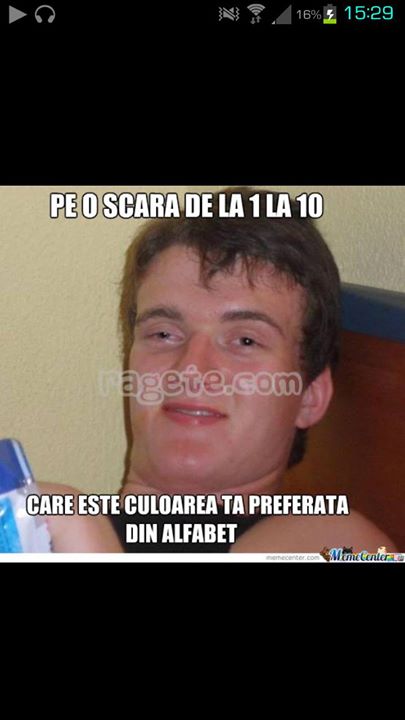 16% 15:29
PE O SCARA DE LA 1 LA 10
ragete.com
CARE ESTE CULOAREA TA PREFERATA
DIN ALFABET
memecenter.com MemeCenter